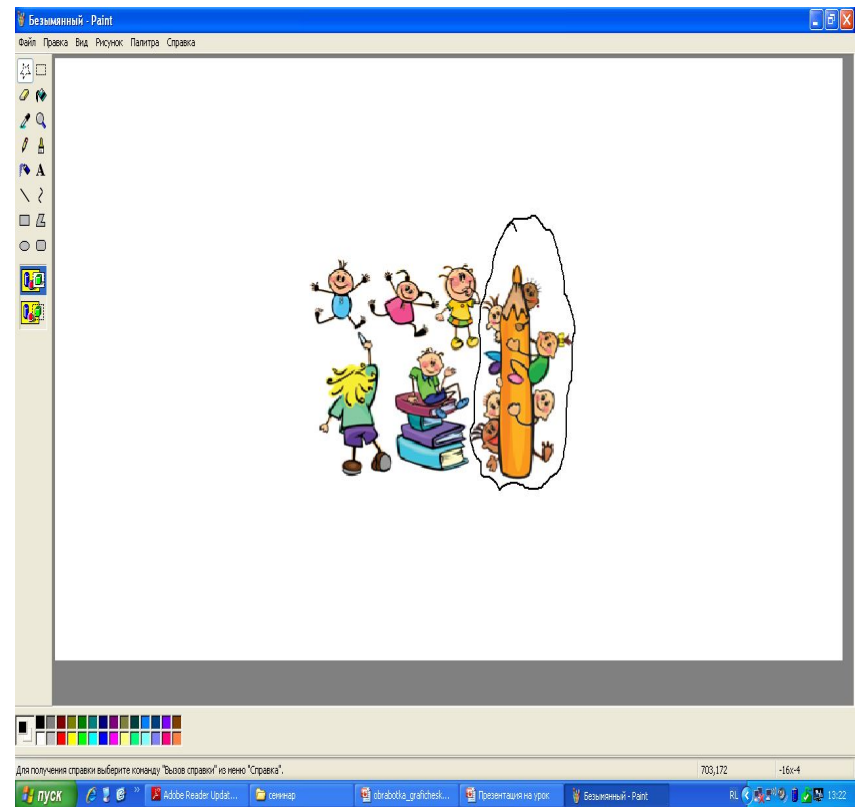 Безымянный - Paint
Файл Правка Вид Рисунок Палитра Справка
A
Для получения справки выберите команду "Вызов справки" из меню "Справка".
703,172
-16x-4
пуск
Adobe Reader Updat...
семинар
obrabotka_grafichesk...
Презентация на урок
Безымянный - Paint
RL
13:22